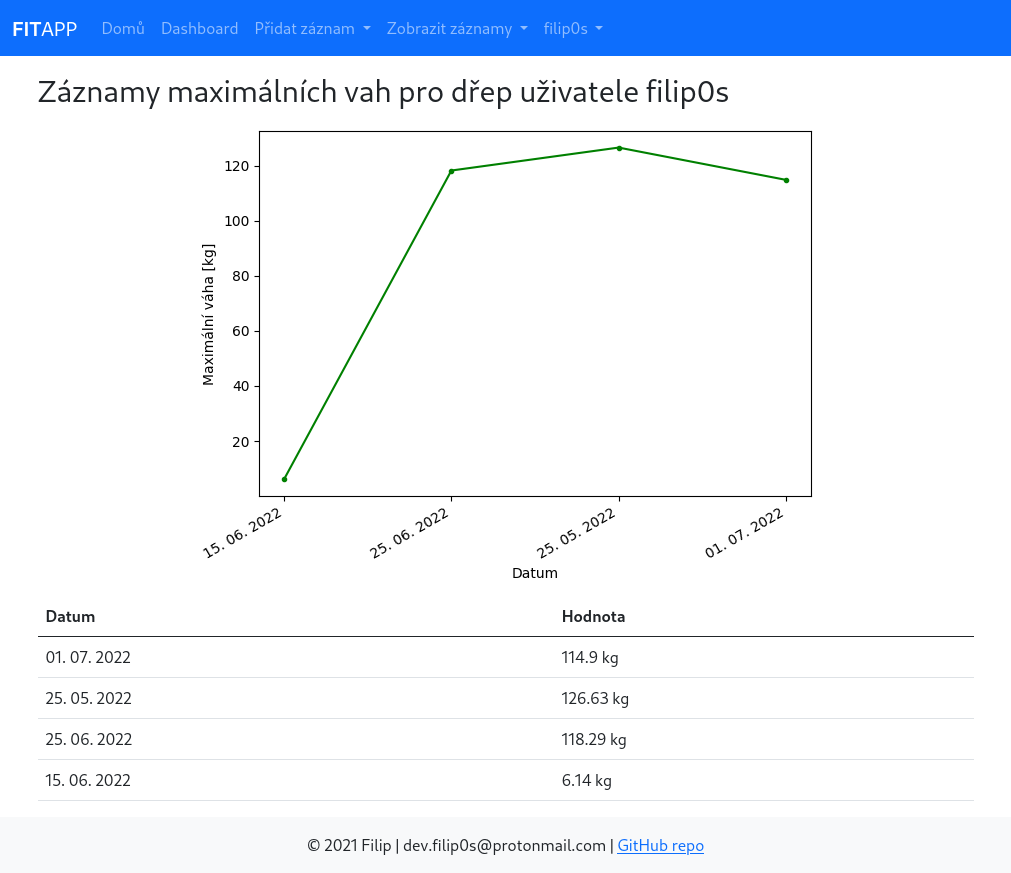 FITAPP Domů Dashboard Přidat záznam Zobrazit záznamy filip0s
Záznamy maximálních vah pro dřep uživatele filip0s
120
100
80
60
40
20
Maximální váha [kg]
15. 06. 2022 25. 06. 2022 25. 05. 2022 01. 07. 2022
Datum
Datum Hodnota
01. 07. 2022 114.9 kg
25. 05. 2022 126.63 kg
25. 06. 2022 118.29 kg
15. 06. 2022 6.14 kg
© 2021 Filip | dev.filip0s@protonmail.com | GitHub repo